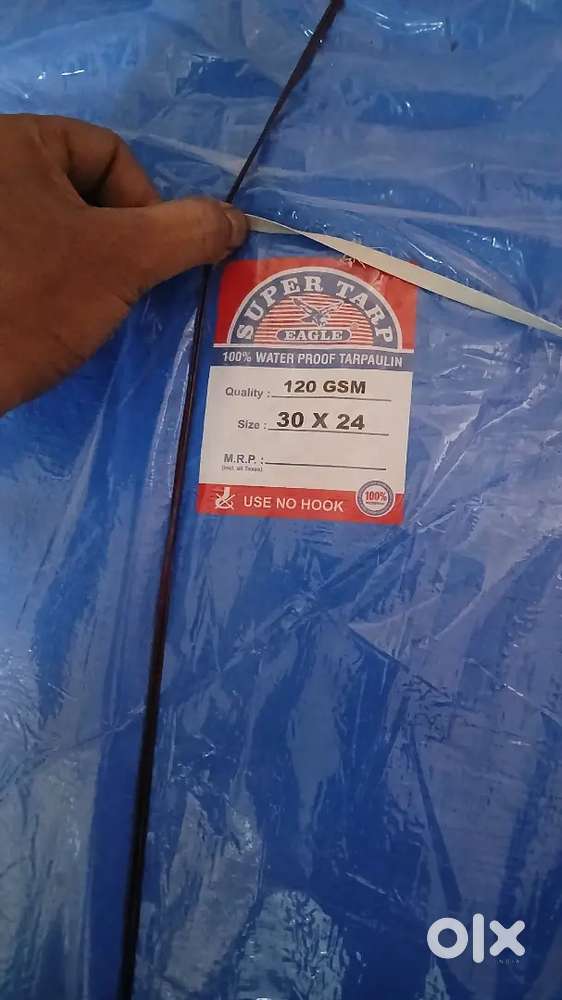 SUPER TARP
EAGLE ®
100% WATER PROOF TARPAULIN
Quality : 120 GSM
Size : 30 X 24
M.R.P. :
(incl. all Taxes)
USE NO HOOK
100%
olx
INDIA